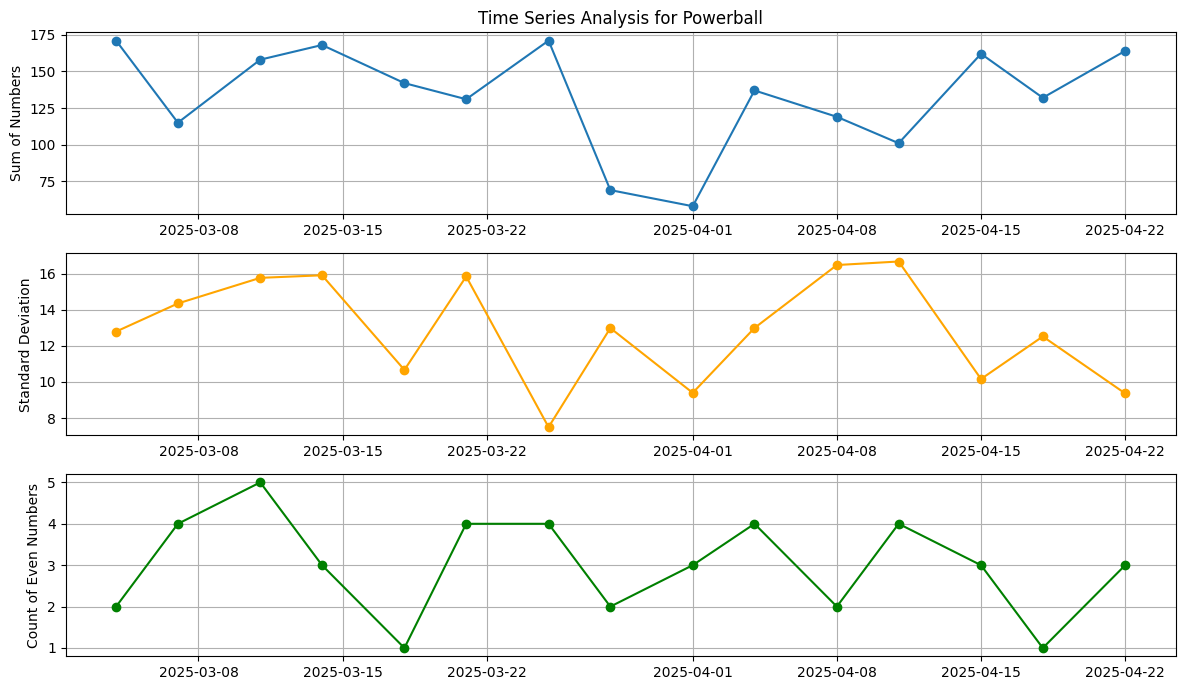 Time Series Analysis for Powerball
Sum of Numbers
175
150
125
100
75
2025-03-08 2025-03-15 2025-03-22 2025-04-01 2025-04-08 2025-04-15 2025-04-22
Standard Deviation
16
14
12
10
8
2025-03-08 2025-03-15 2025-03-22 2025-04-01 2025-04-08 2025-04-15 2025-04-22
Count of Even Numbers
5
4
3
2
1
2025-03-08 2025-03-15 2025-03-22 2025-04-01 2025-04-08 2025-04-15 2025-04-22